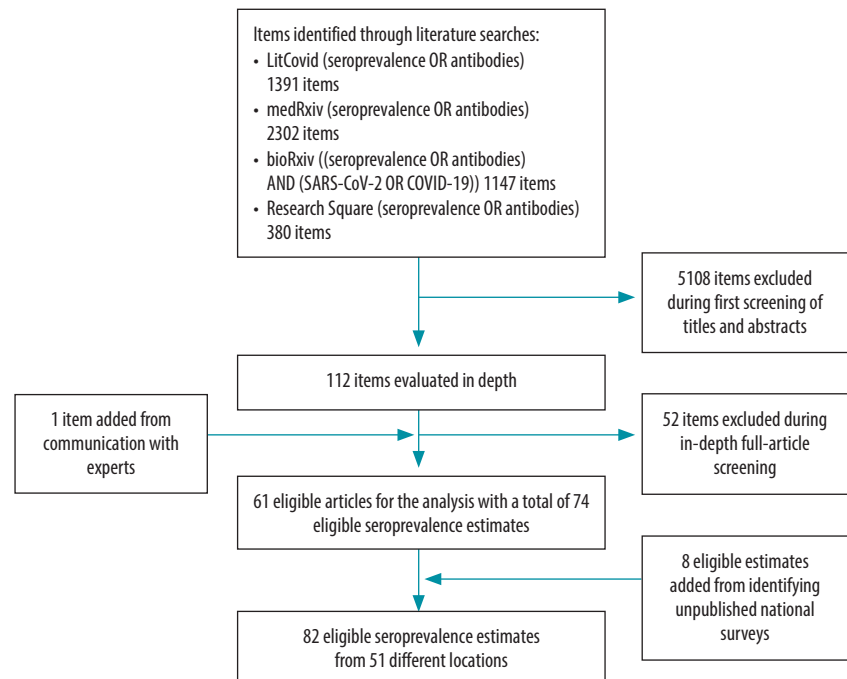 Items identified through literature searches:
• LitCovid (seroprevalence OR antibodies)
1391 items
• medRxiv (seroprevalence OR antibodies)
2302 items
• bioRxiv ((seroprevalence OR antibodies)
AND (SARS-CoV-2 OR COVID-19)) 1147 items
• Research Square (seroprevalence OR antibodies)
380 items
5108 items excluded
during first screening of
titles and abstracts
112 items evaluated in depth
1 item added from
communication with
experts
52 items excluded during
in-depth full-article
screening
61 eligible articles for the analysis with a total of 74
eligible seroprevalence estimates
8 eligible estimates
added from identifying
unpublished national
surveys
82 eligible seroprevalence estimates
from 51 different locations